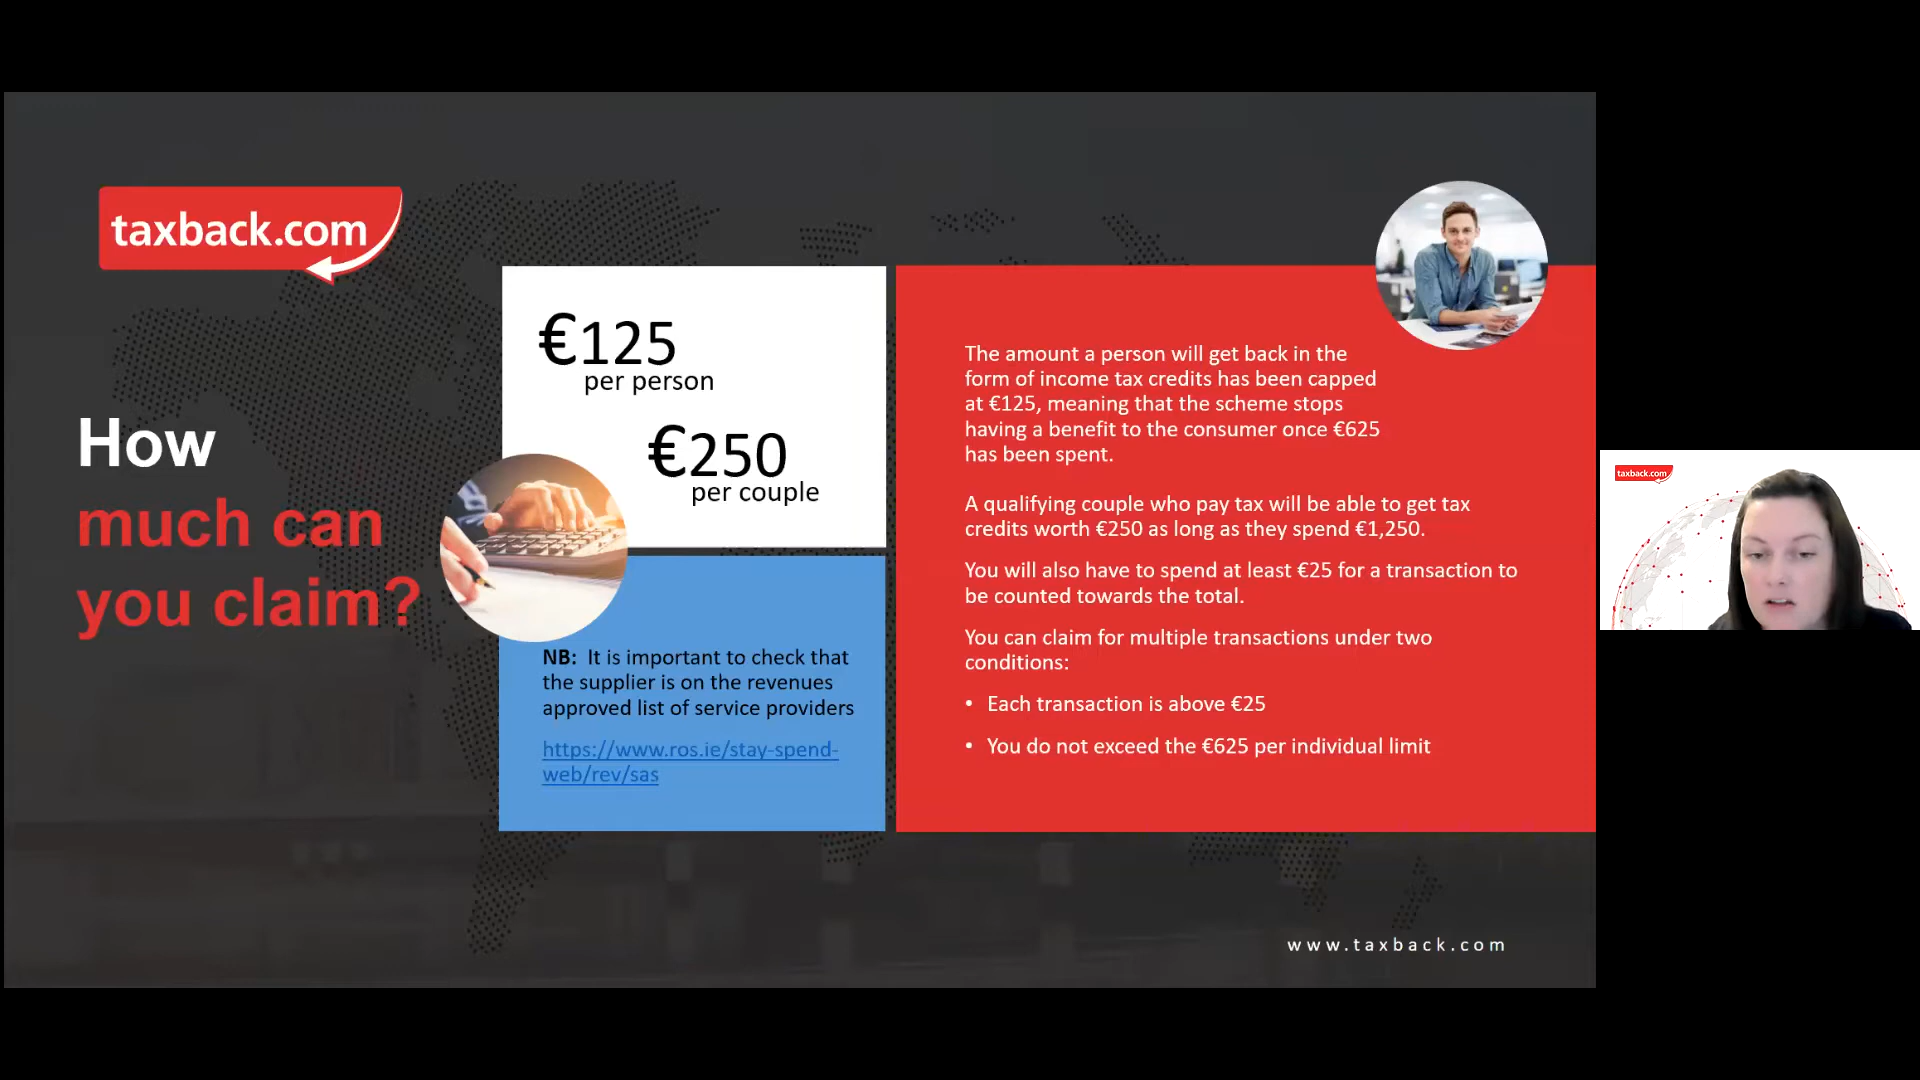 taxback.com
How
much can
you claim?
€125
per person
€250
per couple
NB: It is important to check that
the supplier is on the revenues
approved list of service providers
https://www.ros.ie/stay-spend-
web/rev/sas
The amount a person will get back in the
form of income tax credits has been capped
at €125, meaning that the scheme stops
having a benefit to the consumer once €625
has been spent.
A qualifying couple who pay tax will be able to get tax
credits worth €250 as long as they spend €1,250.
You will also have to spend at least €25 for a transaction to
be counted towards the total.
You can claim for multiple transactions under two
conditions:
• Each transaction is above €25
• You do not exceed the €625 per individual limit
www.taxback.com
taxback.com